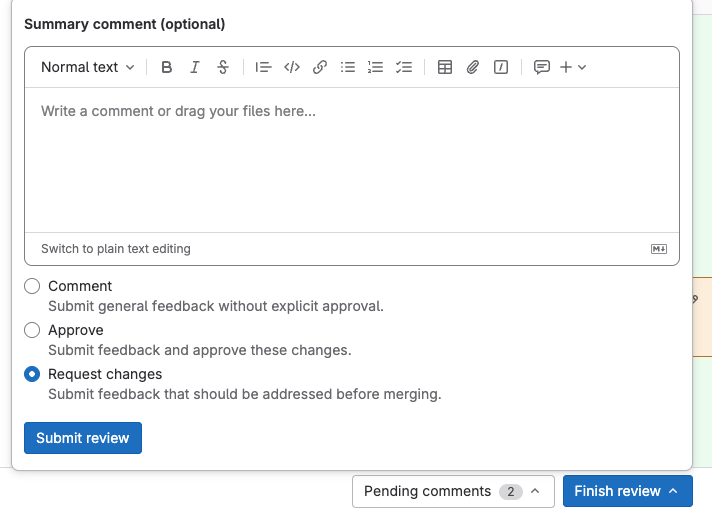 Summary comment (optional)
Normal text
Write a comment or drag your files here...
Switch to plain text editing
Comment
Submit general feedback without explicit approval.
Approve
Submit feedback and approve these changes.
Request changes
Submit feedback that should be addressed before merging.
Submit review
Pending comments 2
Finish review